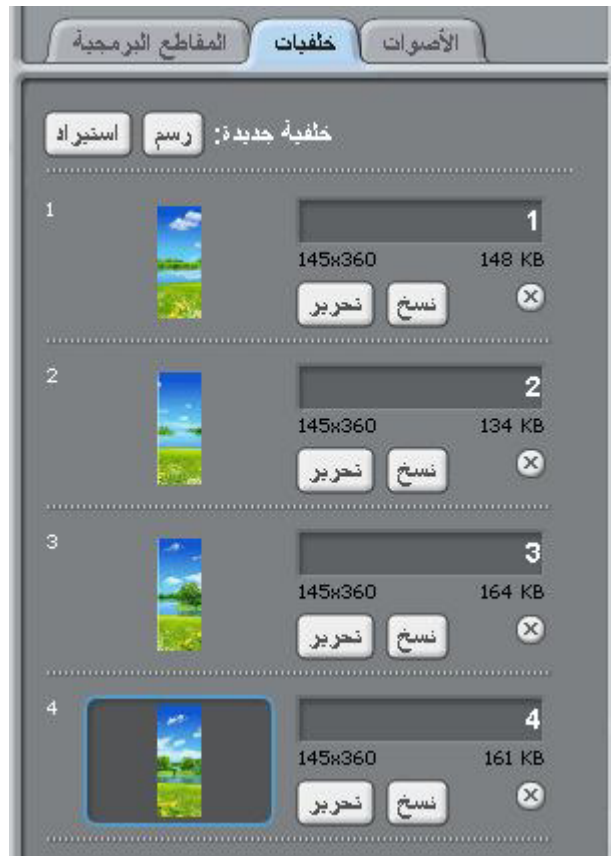 المقاطع البرمجية خلفيات الأصوات
خلفية جديدة: رسم استيراد
1 1
145x360 148 KB
تحرير نسخ
2 2
145x360 134 KB
تحرير نسخ
3 3
145x360 164 KB
تحرير نسخ
4 4
145x360 161 KB
تحرير نسخ